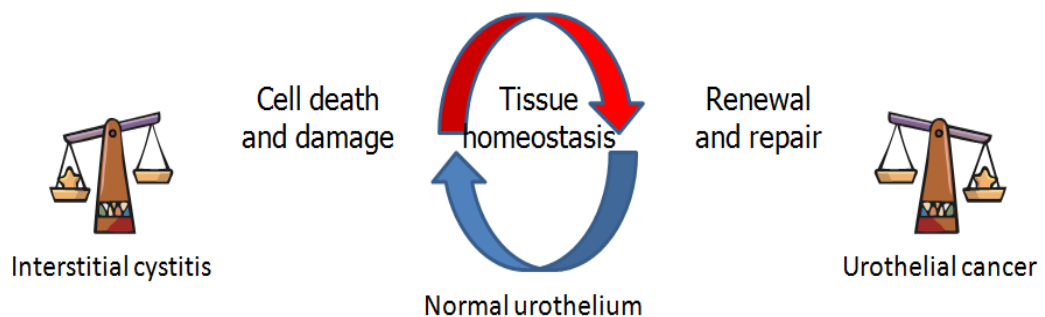 Cell death
and damage
Tissue
homeostasis
Renewal
and repair
Interstitial cystitis
Urothelial cancer
Normal urothelium